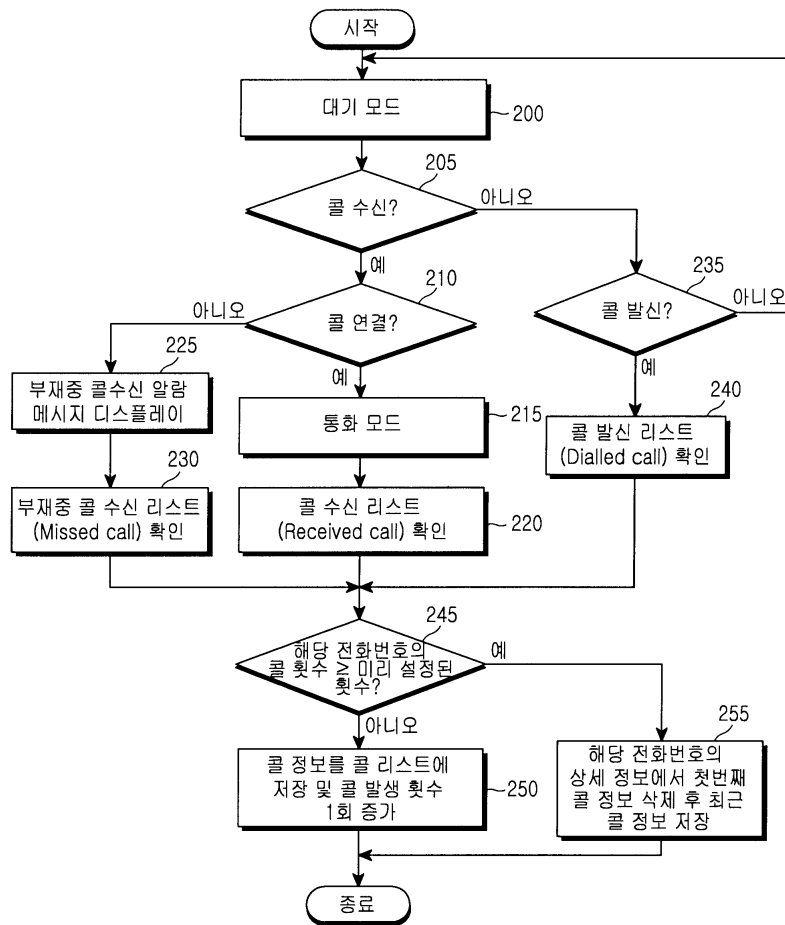 시작
대기 모드
200
205
콜 수신?
아니오
예
210
235
콜 연결?
아니오
콜 발신?
아니오
225
예
예
부재중 콜수신 알람
메시지 디스플레이
통화 모드
215
240
콜 발신 리스트
(Dialled call) 확인
230
부재중 콜 수신 리스트
(Missed call) 확인
콜 수신 리스트
(Received call) 확인
220
245
해당 전화번호의
콜 횟수 ≥ 미리 설정된
횟수?
예
아니오
255
콜 정보를 콜 리스트에
저장 및 콜 발생 횟수
1회 증가
250
해당 전화번호의
상세 정보에서 첫번째
콜 정보 삭제 후 최근
콜 정보 저장
종료